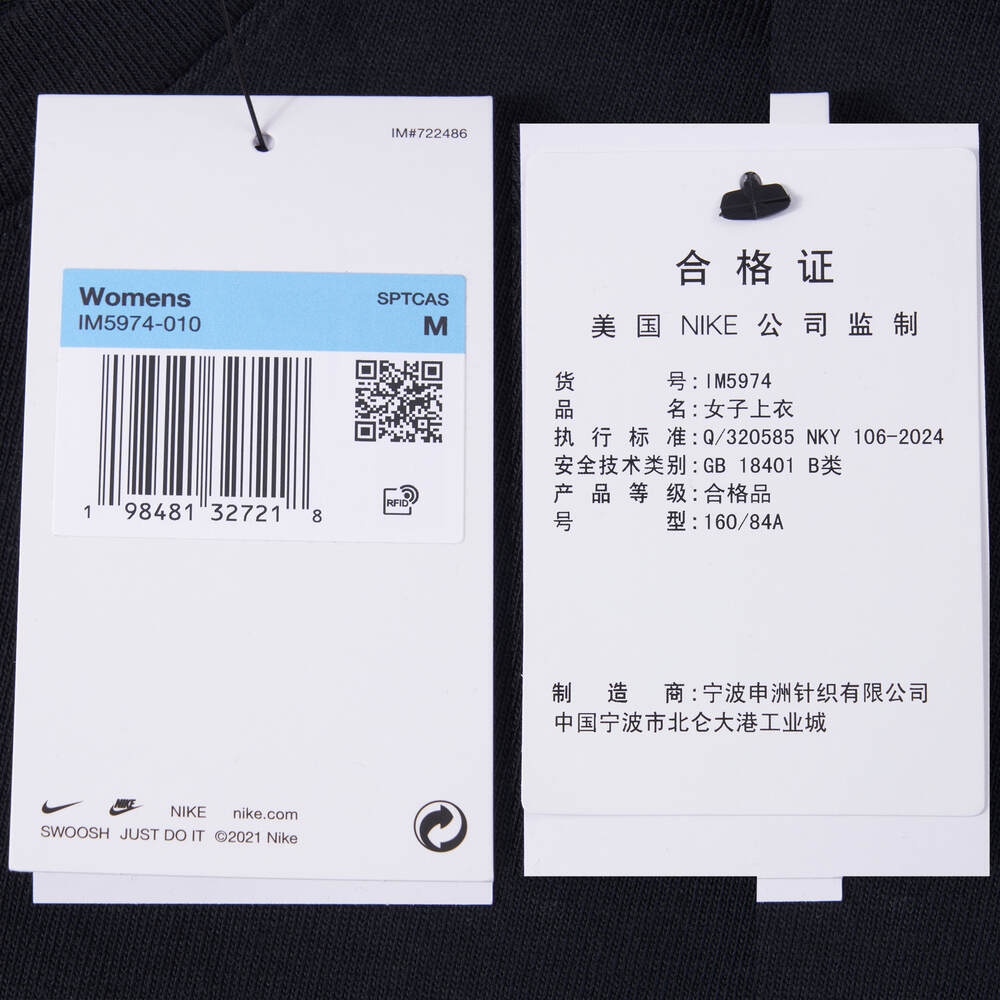 IM#722486
Womens SPTCAS
IM5974-010 M
RFID
1 98481 32721 8
NIKE NIKE nike.com
SWOOSH JUST DO IT ©2021 Nike
合格证
美国 NIKE 公司监制
货号:IM5974
品名:女子上衣
执行标准:Q/320585 NKY 106-2024
安全技术类别:GB 18401 B类
产品等级:合格品
号型:160/84A
制造商:宁波申洲针织有限公司
中国宁波市北仑大港工业城